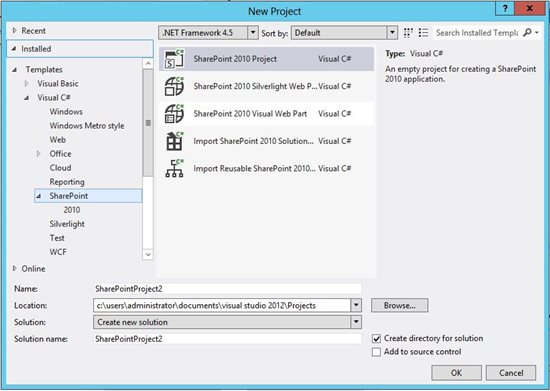 New Project
? X
Recent
.NET Framework 4.5 Sort by: Default Search Installed Templa
Installed
Templates
Visual Basic
Visual C#
Windows
Windows Metro style
Web
Office
Cloud
Reporting
SharePoint
2010
Silverlight
Test
WCF
Online
C# SharePoint 2010 Project Visual C#
C# SharePoint 2010 Silverlight Web P... Visual C#
C# SharePoint 2010 Visual Web Part Visual C#
C# Import SharePoint 2010 Solution... Visual C#
C# Import Reusable SharePoint 2010... Visual C#
Type: Visual C#
An empty project for creating a SharePoint
2010 application.
Name: SharePointProject2
Location: c:\users\administrator\documents\visual studio 2012\Projects Browse...
Solution: Create new solution
Solution name: SharePointProject2
Create directory for solution
Add to source control
OK Cancel